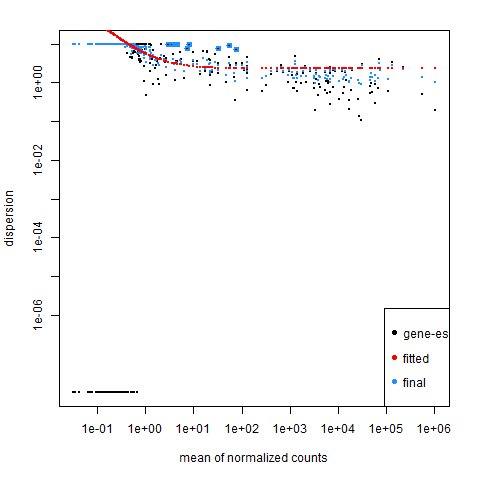 dispersion
1e+00
1e-02
1e-04
1e-06
gene-es
fitted
final
1e-01 1e+00 1e+01 1e+02 1e+03 1e+04 1e+05 1e+06
mean of normalized counts